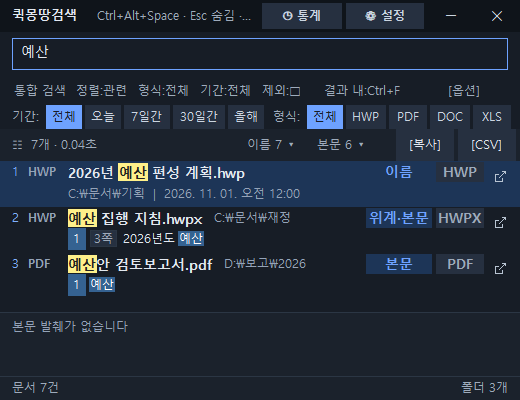 퀵몽땅검색 Ctrl+Alt+Space · Esc 숨김 ·... ◷ 통계 ⚙ 설정 ─ ✕
예산
통합 검색 정렬:관련 형식:전체 기간:전체 제외:□ 결과 내:Ctrl+F [옵션]
기간: 전체 오늘 7일간 30일간 올해 형식: 전체 HWP PDF DOC XLS
☷ 7개 · 0.04초 이름 7 ▾ 본문 6 ▾ [복사] [CSV]
1 HWP 2026년 예산 편성 계획.hwp 이름 HWP
C:₩문서₩기획 | 2026. 11. 01. 오전 12:00
2 HWP 예산 집행 지침.hwpx C:₩문서₩재정 위계·본문 HWPX
1 3쪽 2026년도 예산
3 PDF 예산안 검토보고서.pdf D:₩보고₩2026 본문 PDF
1 예산
본문 발췌가 없습니다
문서 7건 폴더 3개